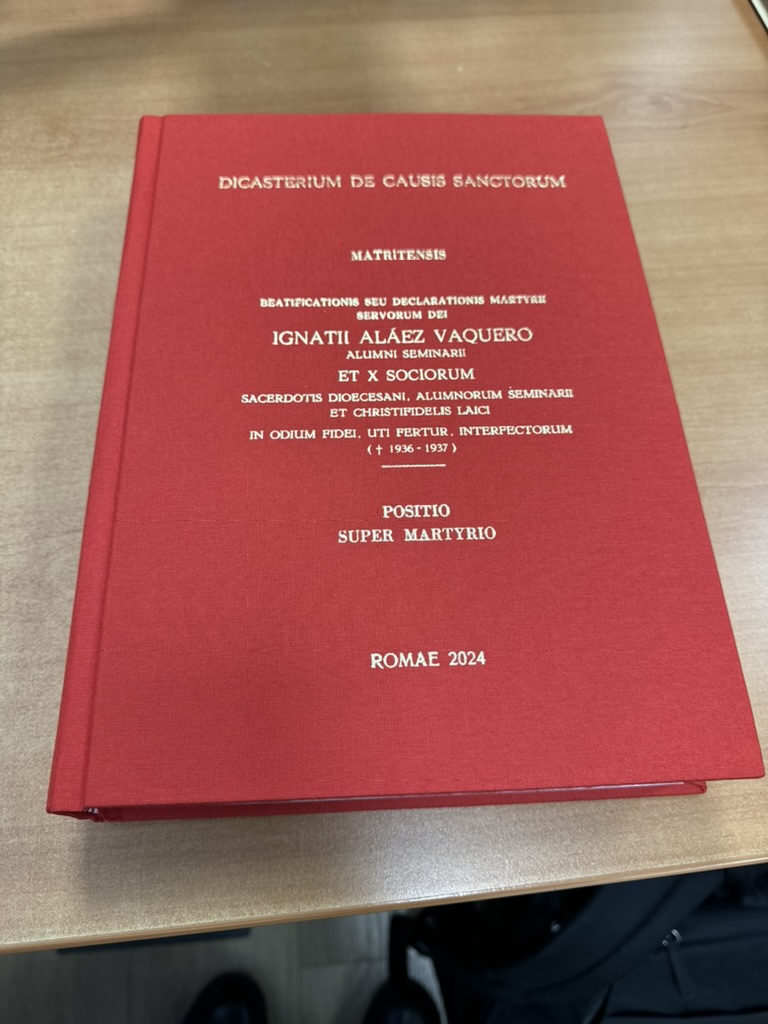 DICASTERIUM DE CAUSIS SANCTORUM
MATRITENSIS
BEATIFICATIONIS SEU DECLARATIONIS MARTYRII
SERVORUM DEI
IGNATII ALÁEZ VAQUERO
ALUMNI SEMINARII
ET X SOCIORUM
SACERDOTIS DIOECESANI, ALUMNORUM SEMINARII
ET CHRISTIFIDELIS LAICI
IN ODIUM FIDEI, UTI FERTUR, INTERFECTORUM
( † 1936 - 1937 )
POSITIO
SUPER MARTYRIO
ROMAE 2024